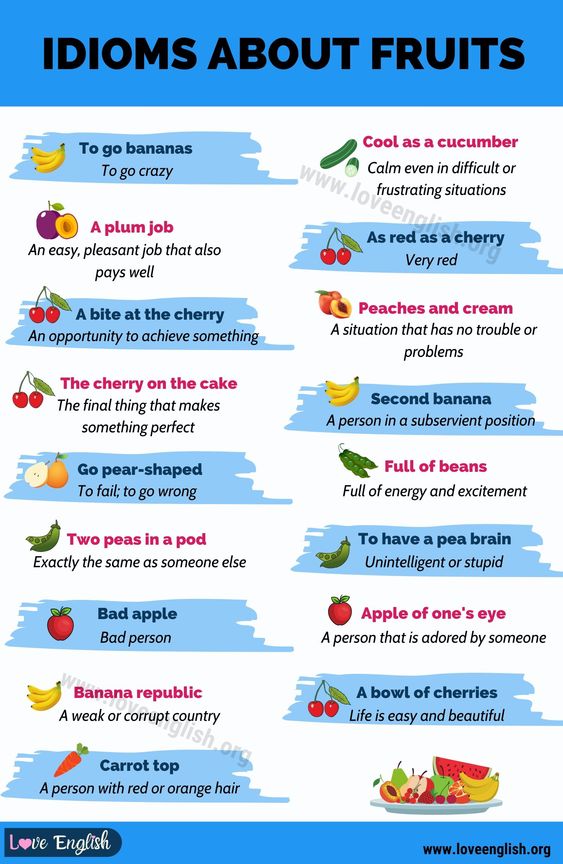 IDIOMS ABOUT FRUITS
To go bananas
To go crazy
A plum job
An easy, pleasant job that also
pays well
A bite at the cherry
An opportunity to achieve something
The cherry on the cake
The final thing that makes
something perfect
Go pear-shaped
To fail; to go wrong
Two peas in a pod
Exactly the same as someone else
Bad apple
Bad person
Banana republic
A weak or corrupt country
Carrot top
A person with red or orange hair
Cool as a cucumber
Calm even in difficult or
frustrating situations
As red as a cherry
Very red
Peaches and cream
A situation that has no trouble or
problems
Second banana
A person in a subservient position
Full of beans
Full of energy and excitement
To have a pea brain
Unintelligent or stupid
Apple of one's eye
A person that is adored by someone
A bowl of cherries
Life is easy and beautiful
www.loveenglish.org
www.loveenglish.org
Love English
www.loveenglish.org